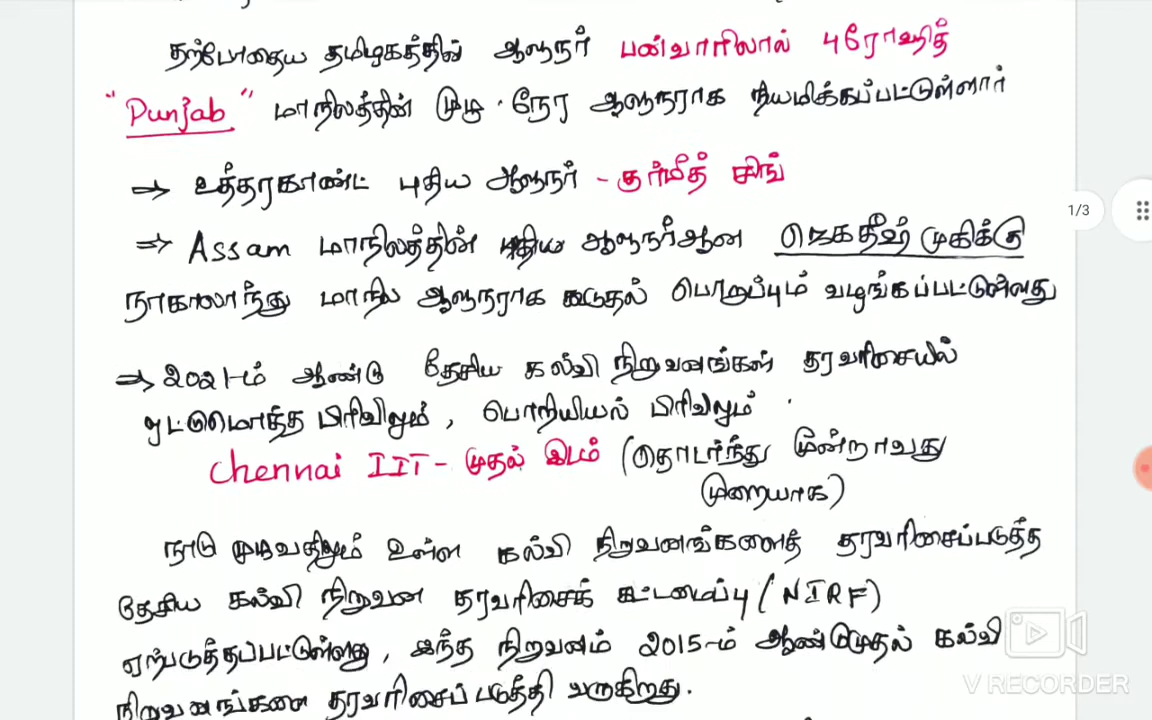 தற்போதைய தமிழகத்தில் ஆளுநர் பன்வாரிலால் புரோஹித்
"Punjab" மாநிலத்தின் முழு நேர ஆளுநராக நியமிக்கப்பட்டுள்ளார்
⇒ உத்தரகாண்ட் புதிய ஆளுநர் - குர்மீத் சிங்
⇒ Assam மாநிலத்தின் புதிய ஆளுநர்ஆன ஜெகதீஷ் முகிக்கு
நாகாலாந்து மாநில ஆளுநராக கூடுதல் பொறுப்பும் வழங்கப்பட்டுள்ளது
1/3
⇒ 2021-ம் ஆண்டு தேசிய கல்வி நிறுவனங்கள் தரவரிசையில்
ஒட்டுமொத்த பிரிவிலும், பொறியியல் பிரிவிலும்
Chennai IIT - முதல் இடம் (தொடர்ந்து மூன்றாவது
முறையாக)
நாடு முழுவதிலும் உள்ள கல்வி நிறுவனங்களைத் தரவரிசைப்படுத்த
தேசிய கல்வி நிறுவன தரவரிசைக் கட்டமைப்பு (NIRF)
ஏற்படுத்தப்பட்டுள்ளது, இந்த நிறுவனம் 2015-ம் ஆண்டுமுதல் கல்வி
நிறுவனங்களை தரவரிசைப்படுத்தி வருகிறது.
V RECORDER